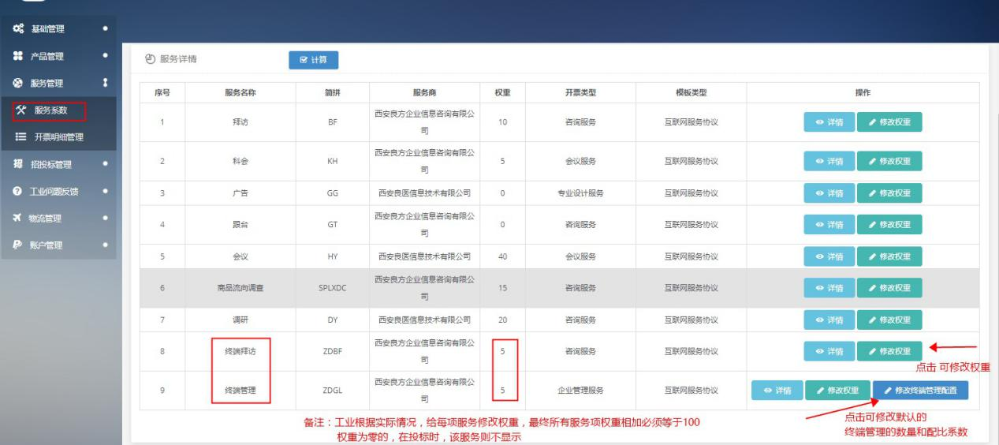 基础管理
产品管理
服务管理
服务系数
开票明细管理
招投标管理
工业问题反馈
物流管理
账户管理
服务详情 计算
序号 服务名称 简拼 服务商 权重 开票类型 模板类型 操作
1 拜访 BF 西安良方企业信息咨询有限公司 10 咨询服务 互联网服务协议 详情 修改权重
2 科会 KH 西安良方企业信息咨询有限公司 5 会议服务 互联网服务协议 详情 修改权重
3 广告 GG 西安良医信息技术有限公司 0 专业设计服务 互联网服务协议 详情 修改权重
4 跟台 GT 西安良方企业信息咨询有限公司 0 咨询服务 互联网服务协议 详情 修改权重
5 会议 HY 西安良医信息技术有限公司 40 会议服务 互联网服务协议 详情 修改权重
6 商品流向调查 SPLXDC 西安良方企业信息咨询有限公司 15 咨询服务 互联网服务协议 详情 修改权重
7 调研 DY 西安良医信息技术有限公司 20 咨询服务 互联网服务协议 详情 修改权重
8 终端拜访 ZDBF 西安良方企业信息咨询有限公司 5 咨询服务 互联网服务协议 详情 修改权重
点击 可修改权重
9 终端管理 ZDGL 西安良方企业信息咨询有限公司 5 企业管理服务 互联网服务协议 详情 修改权重 修改终端管理配置
备注：工业根据实际情况，给每项服务修改权重，最终所有服务项权重相加必须等于100
权重为零的，在投标时，该服务则不显示
点击可修改默认的
终端管理的数量和配比系数